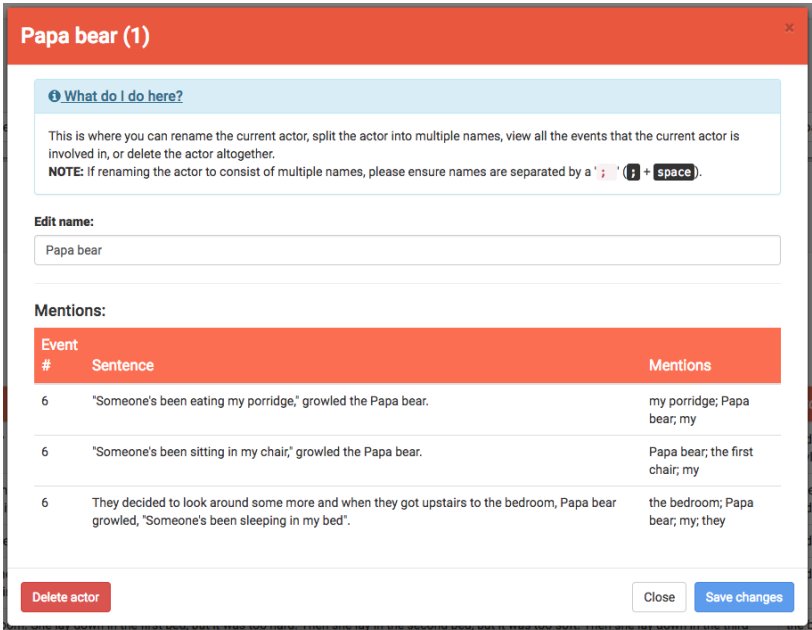 Papa bear (1)
×
What do I do here?
This is where you can rename the current actor, split the actor into multiple names, view all the events that the current actor is
involved in, or delete the actor altogether.
NOTE: If renaming the actor to consist of multiple names, please ensure names are separated by a '; ' (; + space).
Edit name:
Papa bear
Mentions:
Event
# Sentence Mentions
6 "Someone's been eating my porridge," growled the Papa bear. my porridge; Papa
bear; my
6 "Someone's been sitting in my chair," growled the Papa bear. Papa bear; the first
chair; my
6 They decided to look around some more and when they got upstairs to the bedroom, Papa bear the bedroom; Papa
growled, "Someone's been sleeping in my bed". bear; my; they
Delete actor Close Save changes